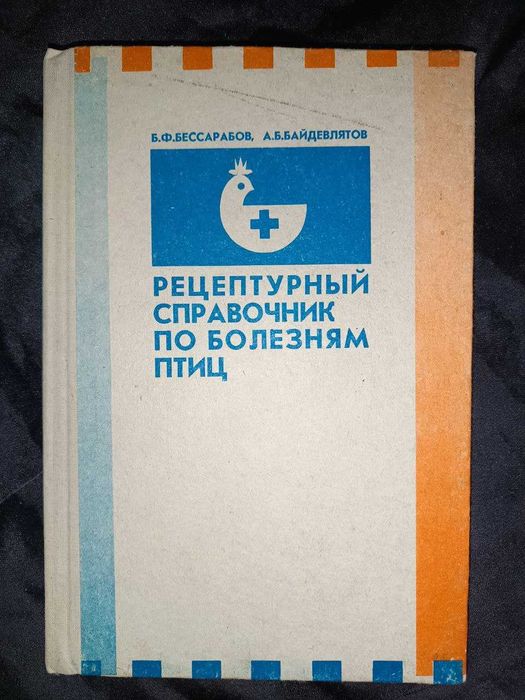 Б.Ф.БЕССАРАБОВ, А.Б.БАЙДЕВЛЯТОВ
РЕЦЕПТУРНЫЙ
СПРАВОЧНИК
ПО БОЛЕЗНЯМ
ПТИЦ